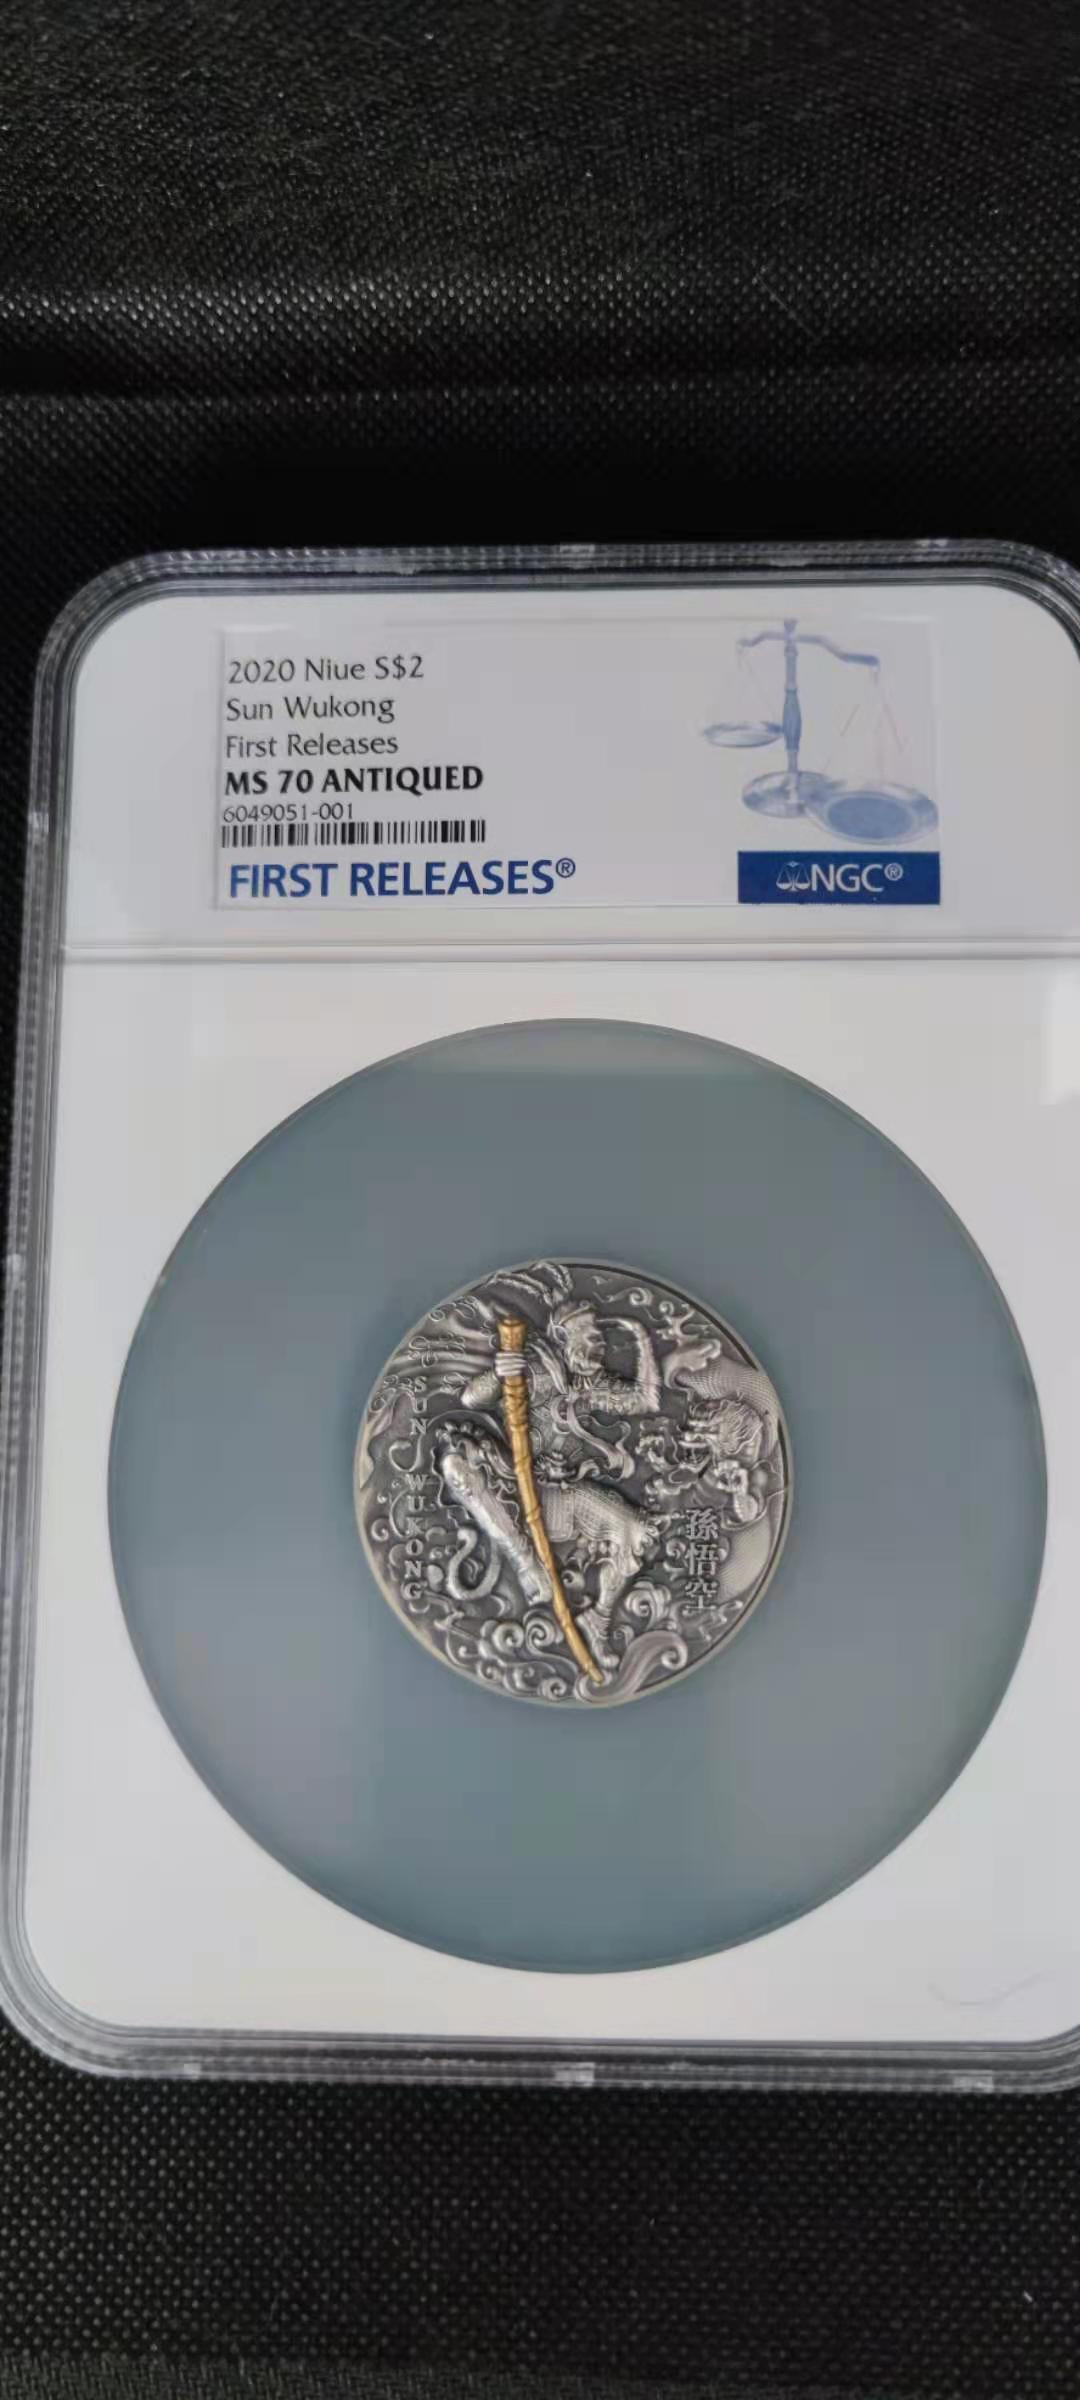 2020 Niue S$2
Sun Wukong
First Releases
MS 70 ANTIQUED
6049051-001
FIRST RELEASES®
NGC®
SUN WUKONG
孫悟空